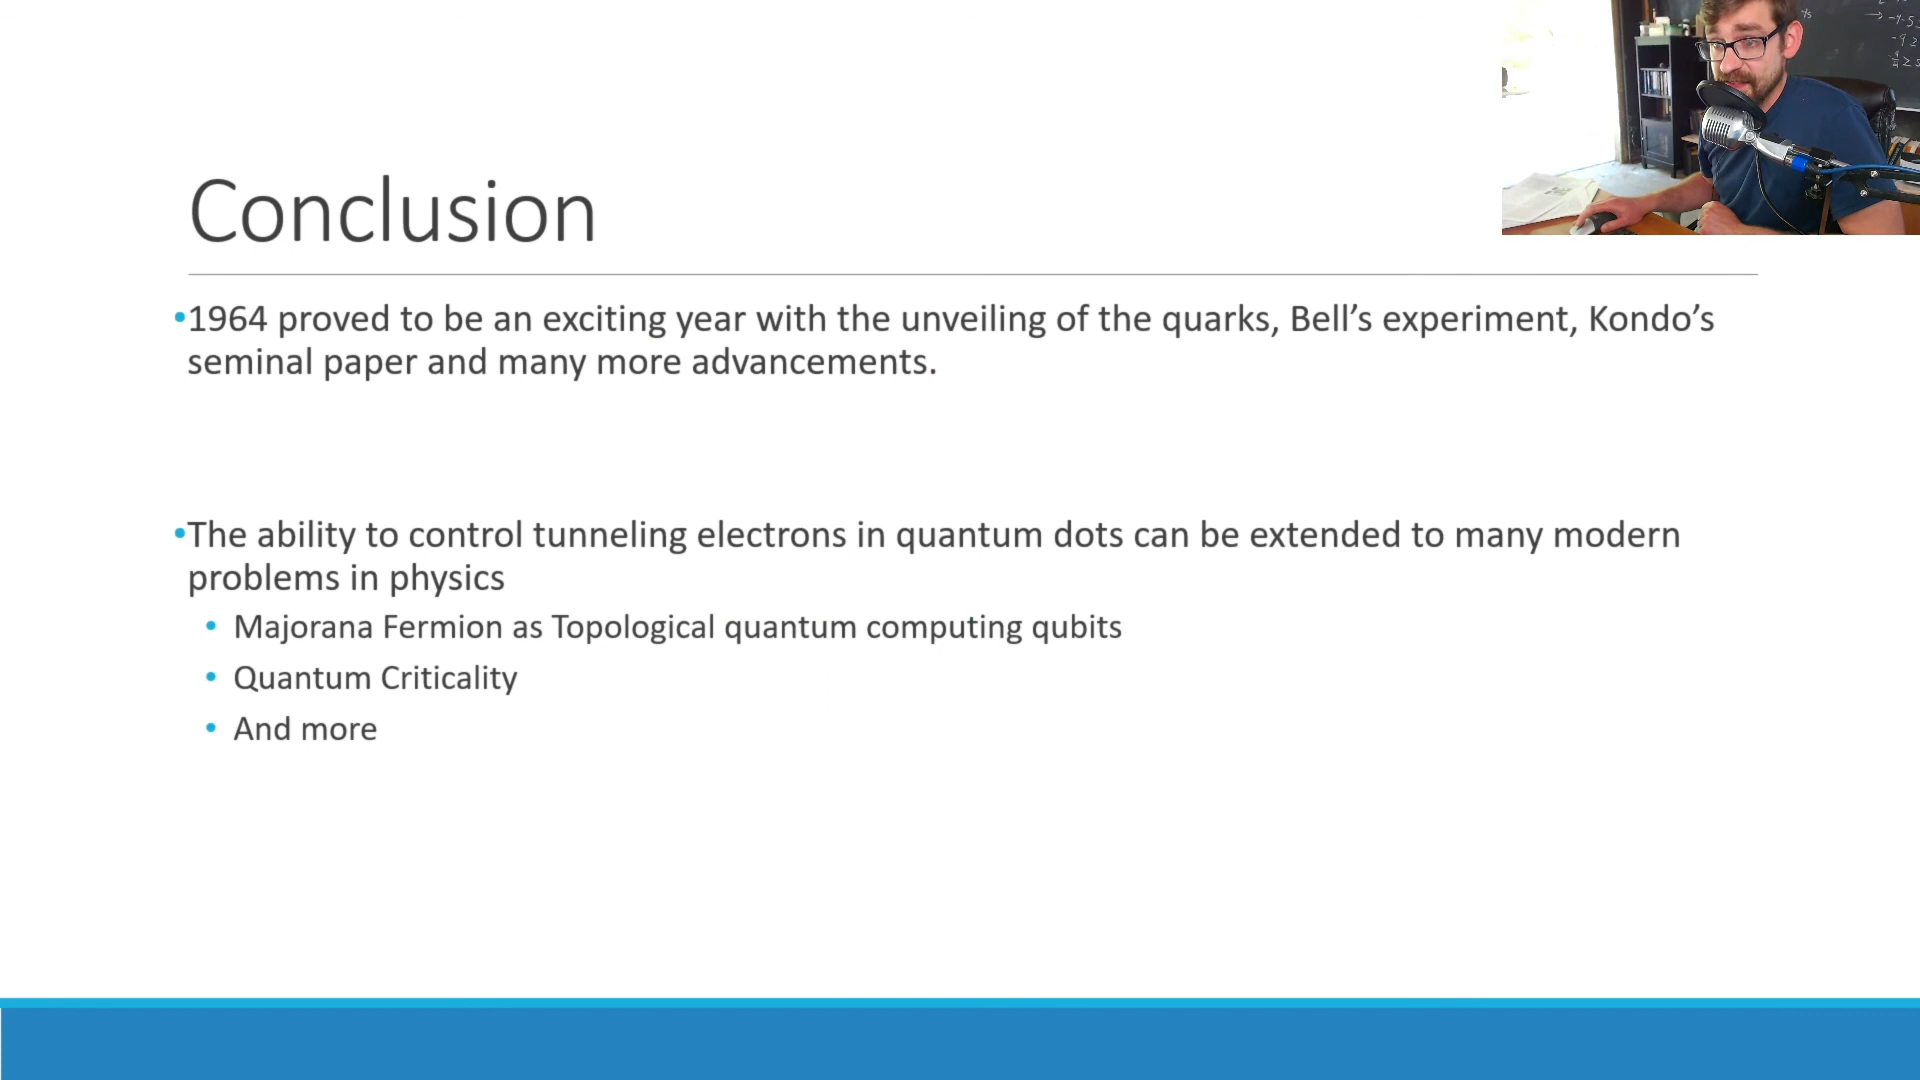 Conclusion
•1964 proved to be an exciting year with the unveiling of the quarks, Bell’s experiment, Kondo’s
seminal paper and many more advancements.
•The ability to control tunneling electrons in quantum dots can be extended to many modern
problems in physics
• Majorana Fermion as Topological quantum computing qubits
• Quantum Criticality
• And more